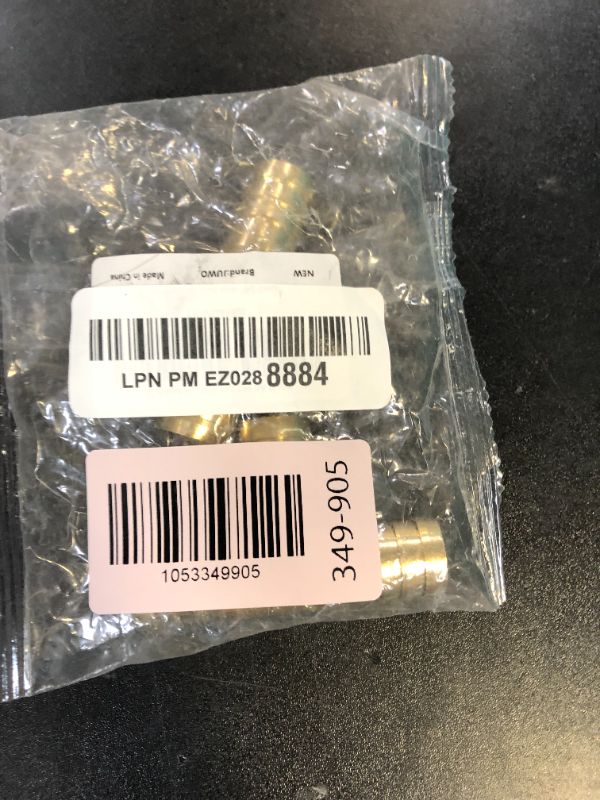 NEW Brand:JUWO Made in China
LPN PM EZ028 8884
1053349905
349-905